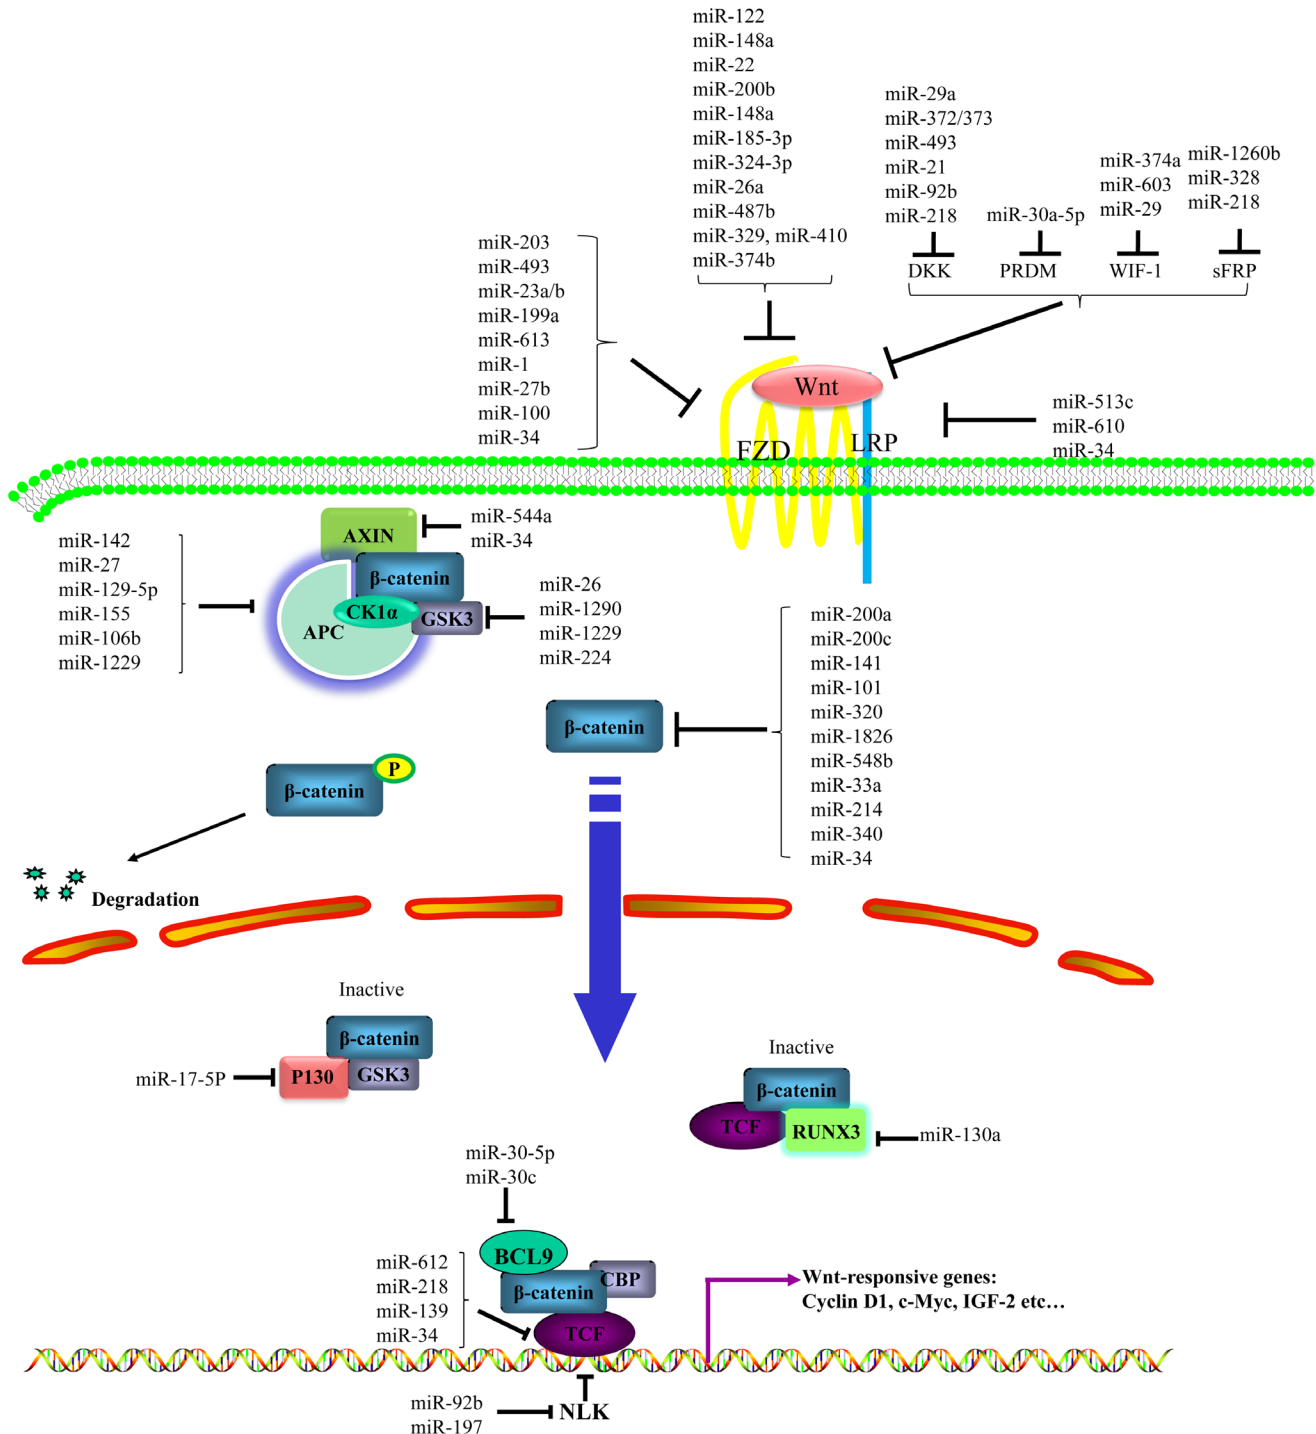 miR-122
miR-148a
miR-22
miR-200b
miR-148a
miR-185-3p
miR-324-3p
miR-26a
miR-487b
miR-329, miR-410
miR-374b
miR-29a
miR-372/373
miR-493
miR-21
miR-92b
miR-218
DKK
miR-30a-5p
PRDM
miR-374a
miR-603
miR-29
WIF-1
miR-1260b
miR-328
miR-218
sFRP
miR-203
miR-493
miR-23a/b
miR-199a
miR-613
miR-1
miR-27b
miR-100
miR-34
Wnt
FZD
LRP
miR-513c
miR-610
miR-34
AXIN
miR-544a
miR-34
miR-142
miR-27
miR-129-5p
miR-155
miR-106b
miR-1229
β-catenin
CK1α
GSK3
APC
miR-26
miR-1290
miR-1229
miR-224
β-catenin
miR-200a
miR-200c
miR-141
miR-101
miR-320
miR-1826
miR-548b
miR-33a
miR-214
miR-340
miR-34
P
β-catenin
Degradation
Inactive
β-catenin
miR-17-5P
P130
GSK3
Inactive
β-catenin
TCF
RUNX3
miR-130a
miR-30-5p
miR-30c
BCL9
β-catenin
CBP
TCF
miR-612
miR-218
miR-139
miR-34
Wnt-responsive genes:
Cyclin D1, c-Myc, IGF-2 etc…
miR-92b
miR-197
NLK